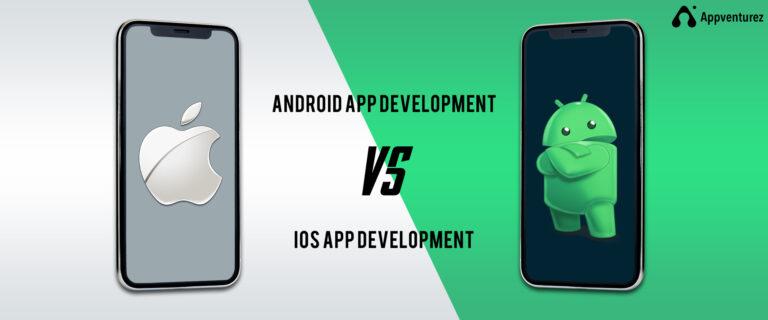 Appventurez
ANDROID APP DEVELOPMENT
VS
IOS APP DEVELOPMENT